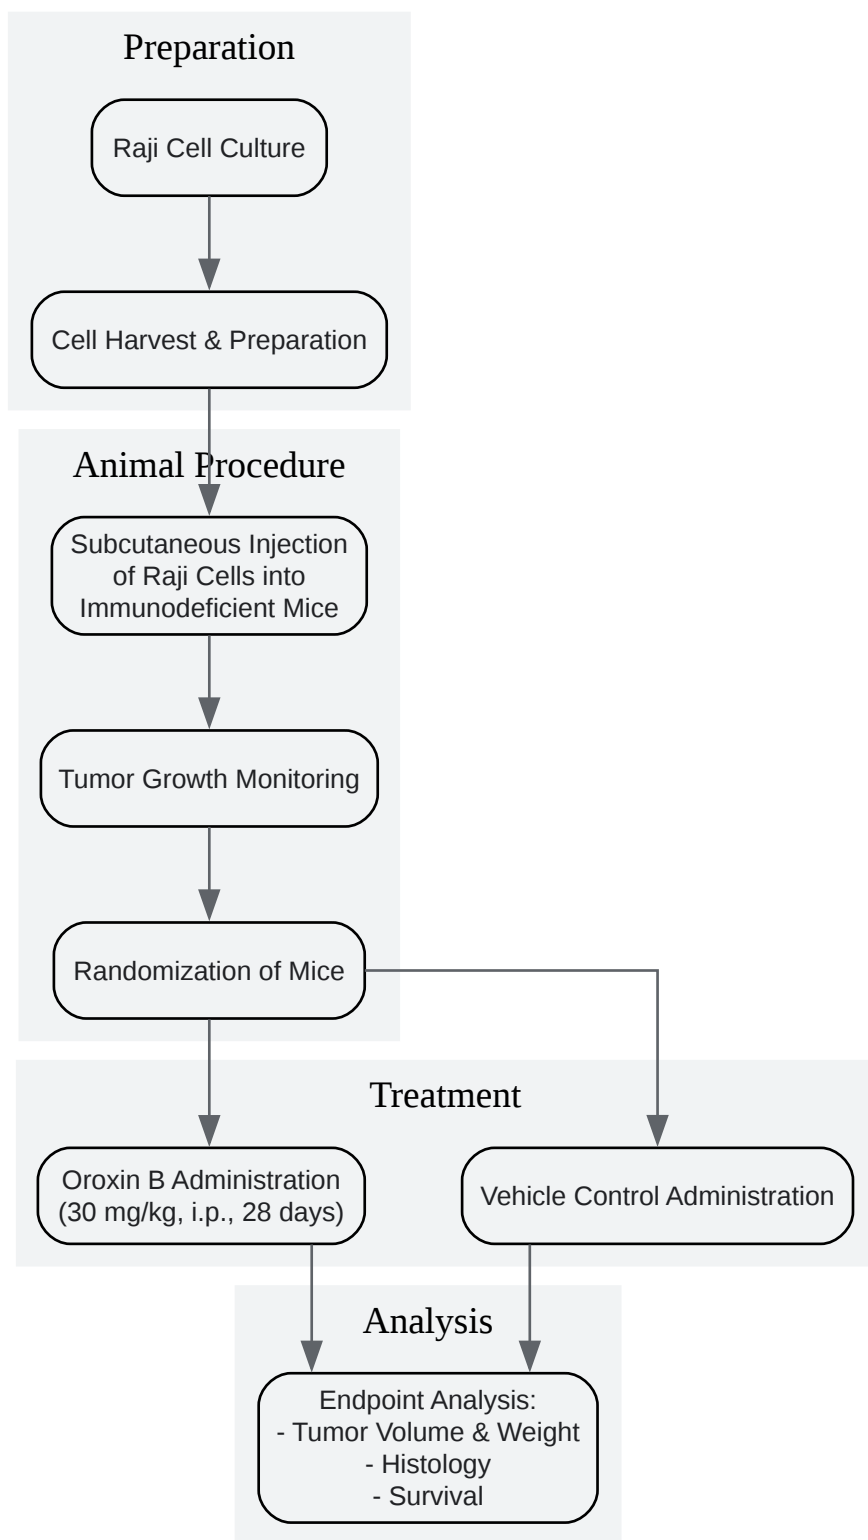 Preparation
Raji Cell Culture
Cell Harvest & Preparation
Animal Procedure
Subcutaneous Injection
of Raji Cells into
Immunodeficient Mice
Tumor Growth Monitoring
Randomization of Mice
Treatment
Oroxin B Administration
(30 mg/kg, i.p., 28 days)
Vehicle Control Administration
Analysis
Endpoint Analysis:
- Tumor Volume & Weight
- Histology
- Survival